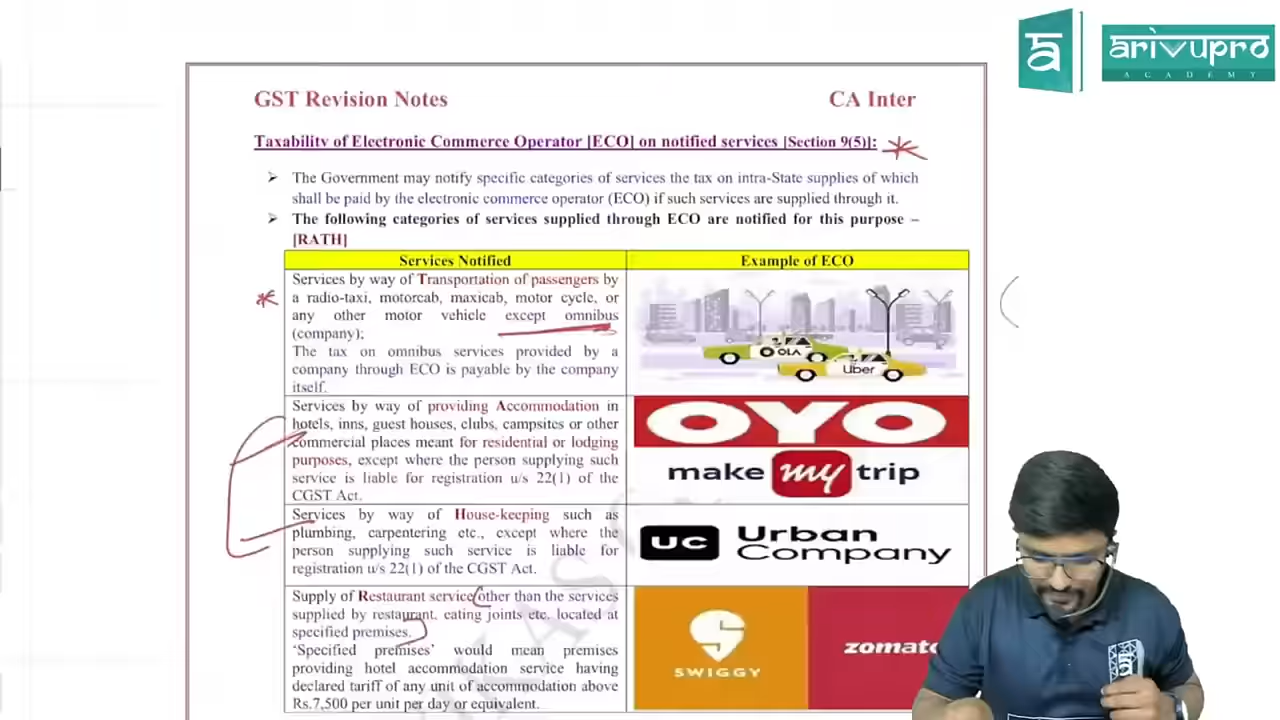 ā
arivupro
ACADEMY
GST Revision Notes
CA Inter
Taxability of Electronic Commerce Operator [ECO] on notified services [Section 9(5)]:
➢ The Government may notify specific categories of services the tax on intra-State supplies of which
shall be paid by the electronic commerce operator (ECO) if such services are supplied through it.
➢ The following categories of services supplied through ECO are notified for this purpose –
[RATH]
Services Notified
Example of ECO
Services by way of Transportation of passengers by
a radio-taxi, motorcab, maxicab, motor cycle, or
any other motor vehicle except omnibus
(company);
The tax on omnibus services provided by a
company through ECO is payable by the company
itself.
OLA
Uber
Services by way of providing Accommodation in
hotels, inns, guest houses, clubs, campsites or other
commercial places meant for residential or lodging
purposes, except where the person supplying such
service is liable for registration u/s 22(1) of the
CGST Act.
OYO
make my trip
Services by way of House-keeping such as
plumbing, carpentering etc., except where the
person supplying such service is liable for
registration u/s 22(1) of the CGST Act.
UC Urban
Company
Supply of Restaurant service other than the services
supplied by restaurant, eating joints etc. located at
specified premises.
'Specified premises' would mean premises
providing hotel accommodation service having
declared tariff of any unit of accommodation above
Rs.7,500 per unit per day or equivalent.
SWIGGY
zomato